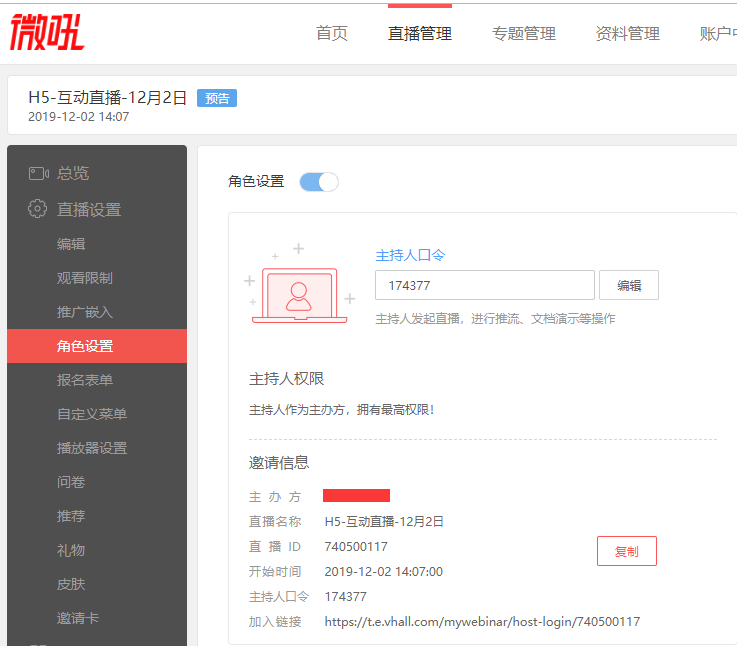 微吼
首页 直播管理 专题管理 资料管理 账户
H5-互动直播-12月2日 预告
2019-12-02 14:07
总览
直播设置
编辑
观看限制
推广嵌入
角色设置
报名表单
自定义菜单
播放器设置
问卷
推荐
礼物
皮肤
邀请卡
角色设置
主持人口令
174377 编辑
主持人发起直播，进行推流、文档演示等操作
主持人权限
主持人作为主办方，拥有最高权限！
邀请信息
主 办 方
直播名称 H5-互动直播-12月2日
直 播 ID 740500117
复制
开始时间 2019-12-02 14:07:00
主持人口令 174377
加入链接 https://t.e.vhall.com/mywebinar/host-login/740500117